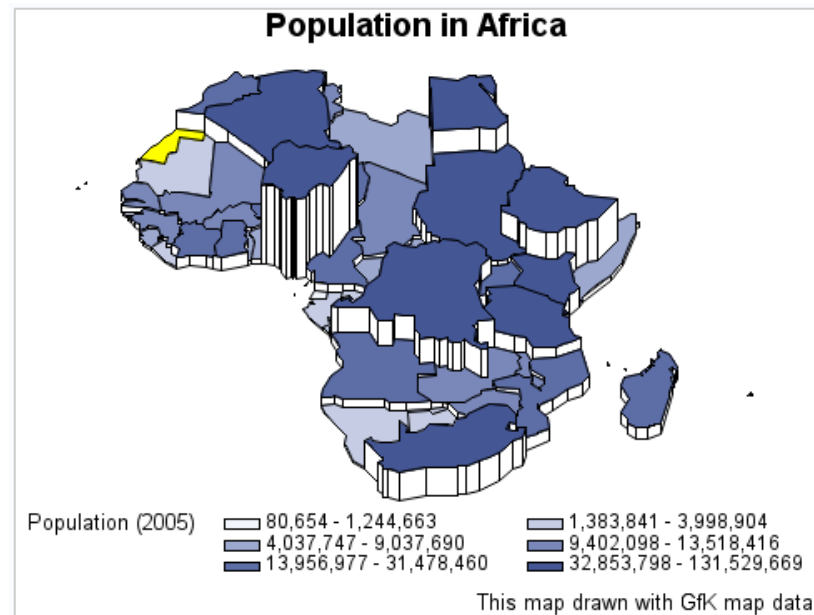 Population in Africa
Population (2005) 80,654 - 1,244,663 1,383,841 - 3,998,904
4,037,747 - 9,037,690 9,402,098 - 13,518,416
13,956,977 - 31,478,460 32,853,798 - 131,529,669
This map drawn with GfK map data